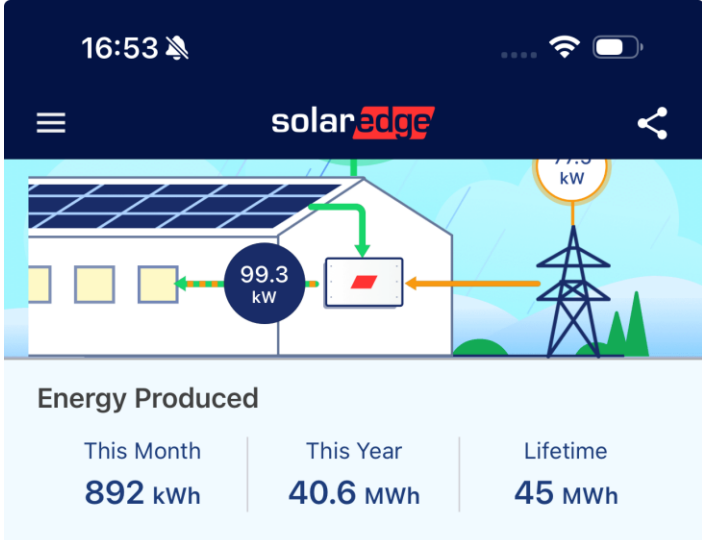 16:53
solaredge
kW
99.3
kW
Energy Produced
This Month
892 kWh
This Year
40.6 MWh
Lifetime
45 MWh